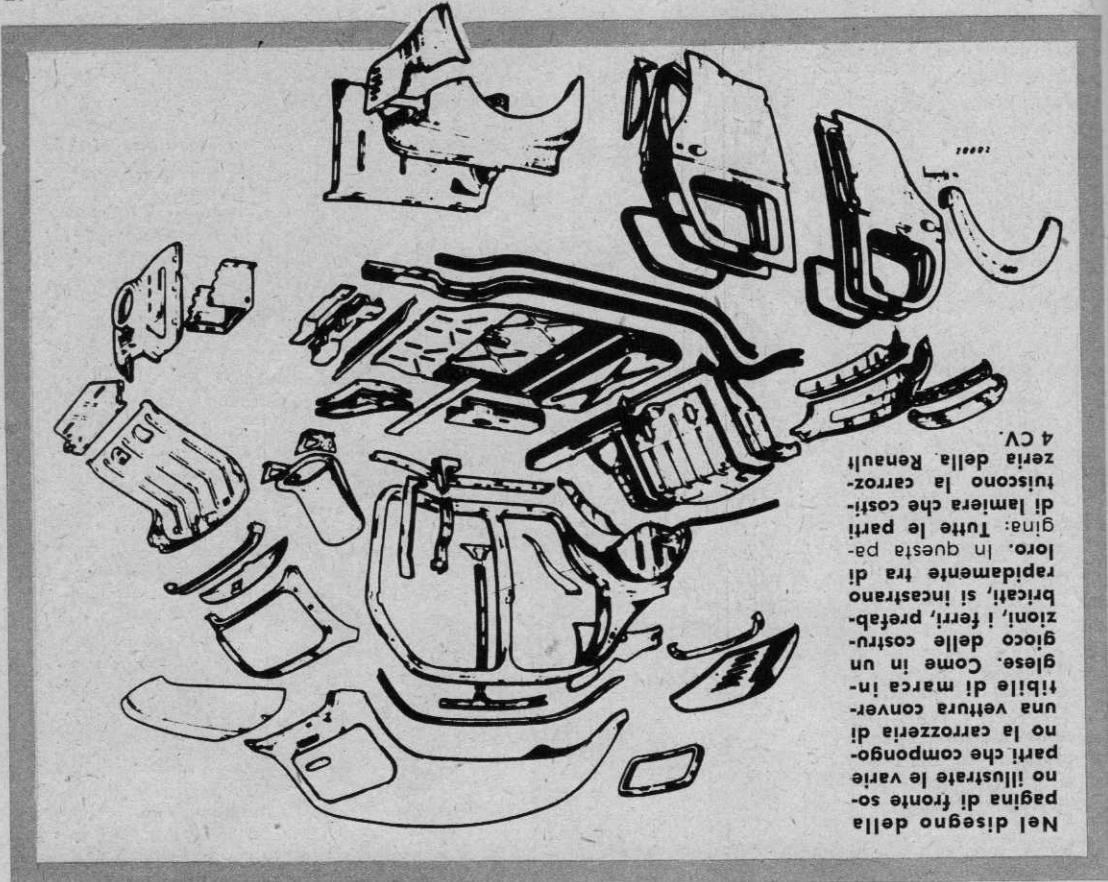 Nel disegno della
pagina di fronte so-
no illustrate le varie
parti che compongo-
no la carrozzeria di
una vettura conver-
tibile di marca in-
glese. Come in un
gioco delle costru-
zioni, i ferri, prefab-
bricati, si incastrano
rapidamente tra di
loro. In questa pa-
gina: Tutte le parti
di lamiera che costi-
tuiscono la carroz-
zeria della Renault
4 CV.